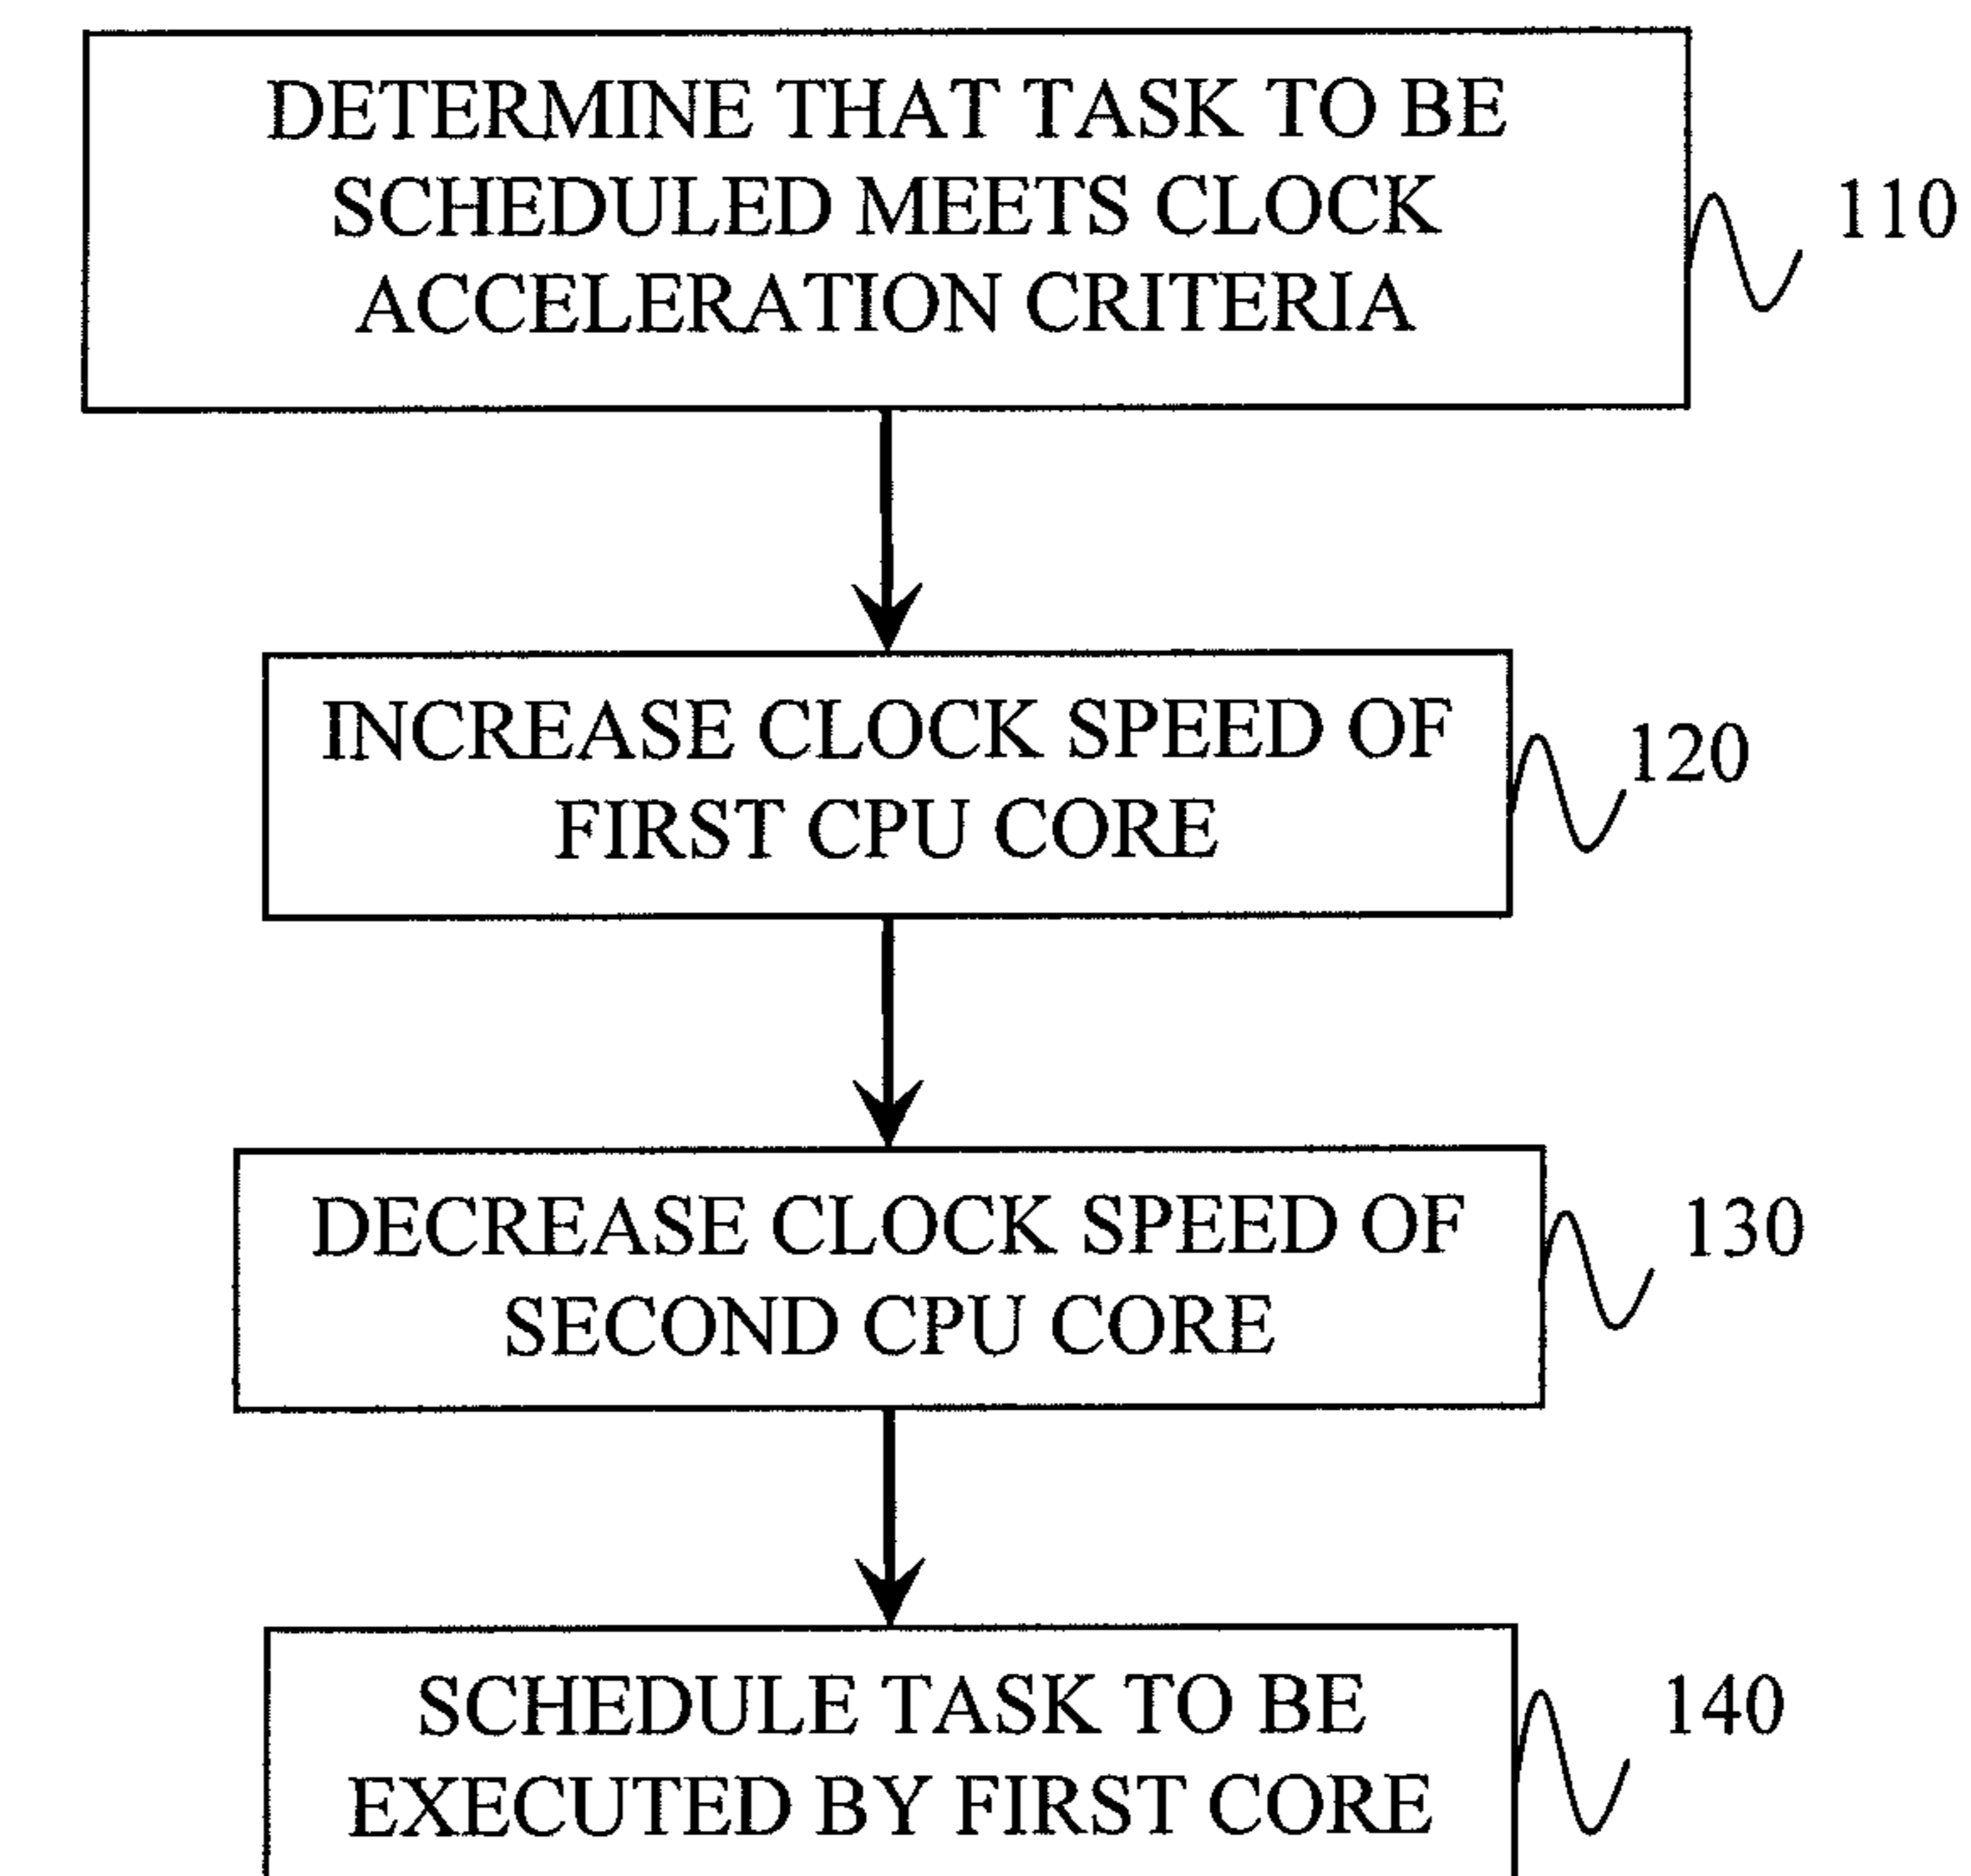 DETERMINE THAT TASK TO BE
SCHEDULED MEETS CLOCK
ACCELERATION CRITERIA
110
INCREASE CLOCK SPEED OF
FIRST CPU CORE
120
DECREASE CLOCK SPEED OF
SECOND CPU CORE
130
SCHEDULE TASK TO BE
EXECUTED BY FIRST CORE
140